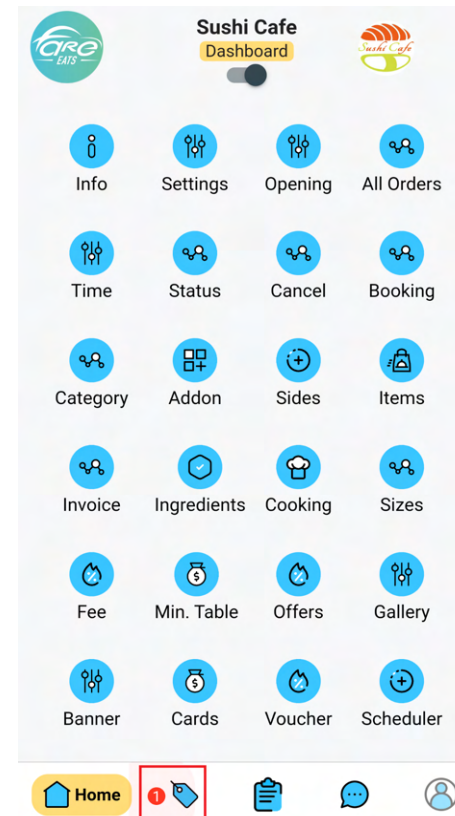 Sushi Cafe
Dashboard
FARE
EATS
Sushi Cafe
Info
Settings
Opening
All Orders
Time
Status
Cancel
Booking
Category
Addon
Sides
Items
Invoice
Ingredients
Cooking
Sizes
Fee
Min. Table
Offers
Gallery
Banner
Cards
Voucher
Scheduler
Home
1